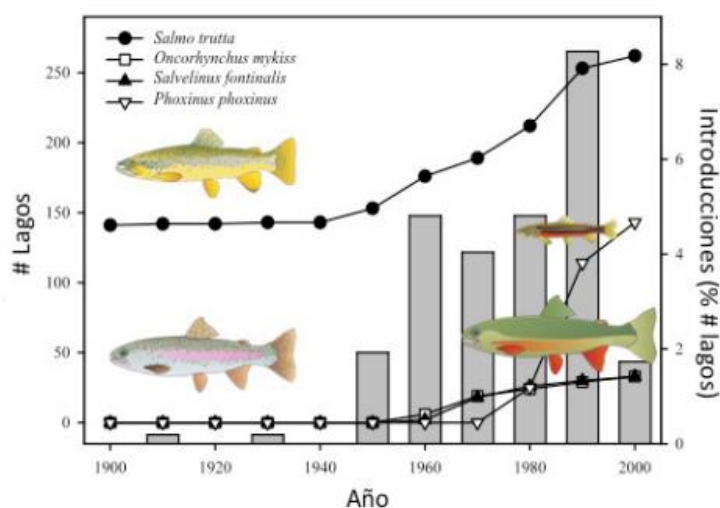 Salmo trutta
Oncorhynchus mykiss
Salvelinus fontinalis
Phoxinus phoxinus
# Lagos
250
200
150
100
50
0
Introducciones (% # lagos)
8
6
4
2
0
1900 1920 1940 1960 1980 2000
Año